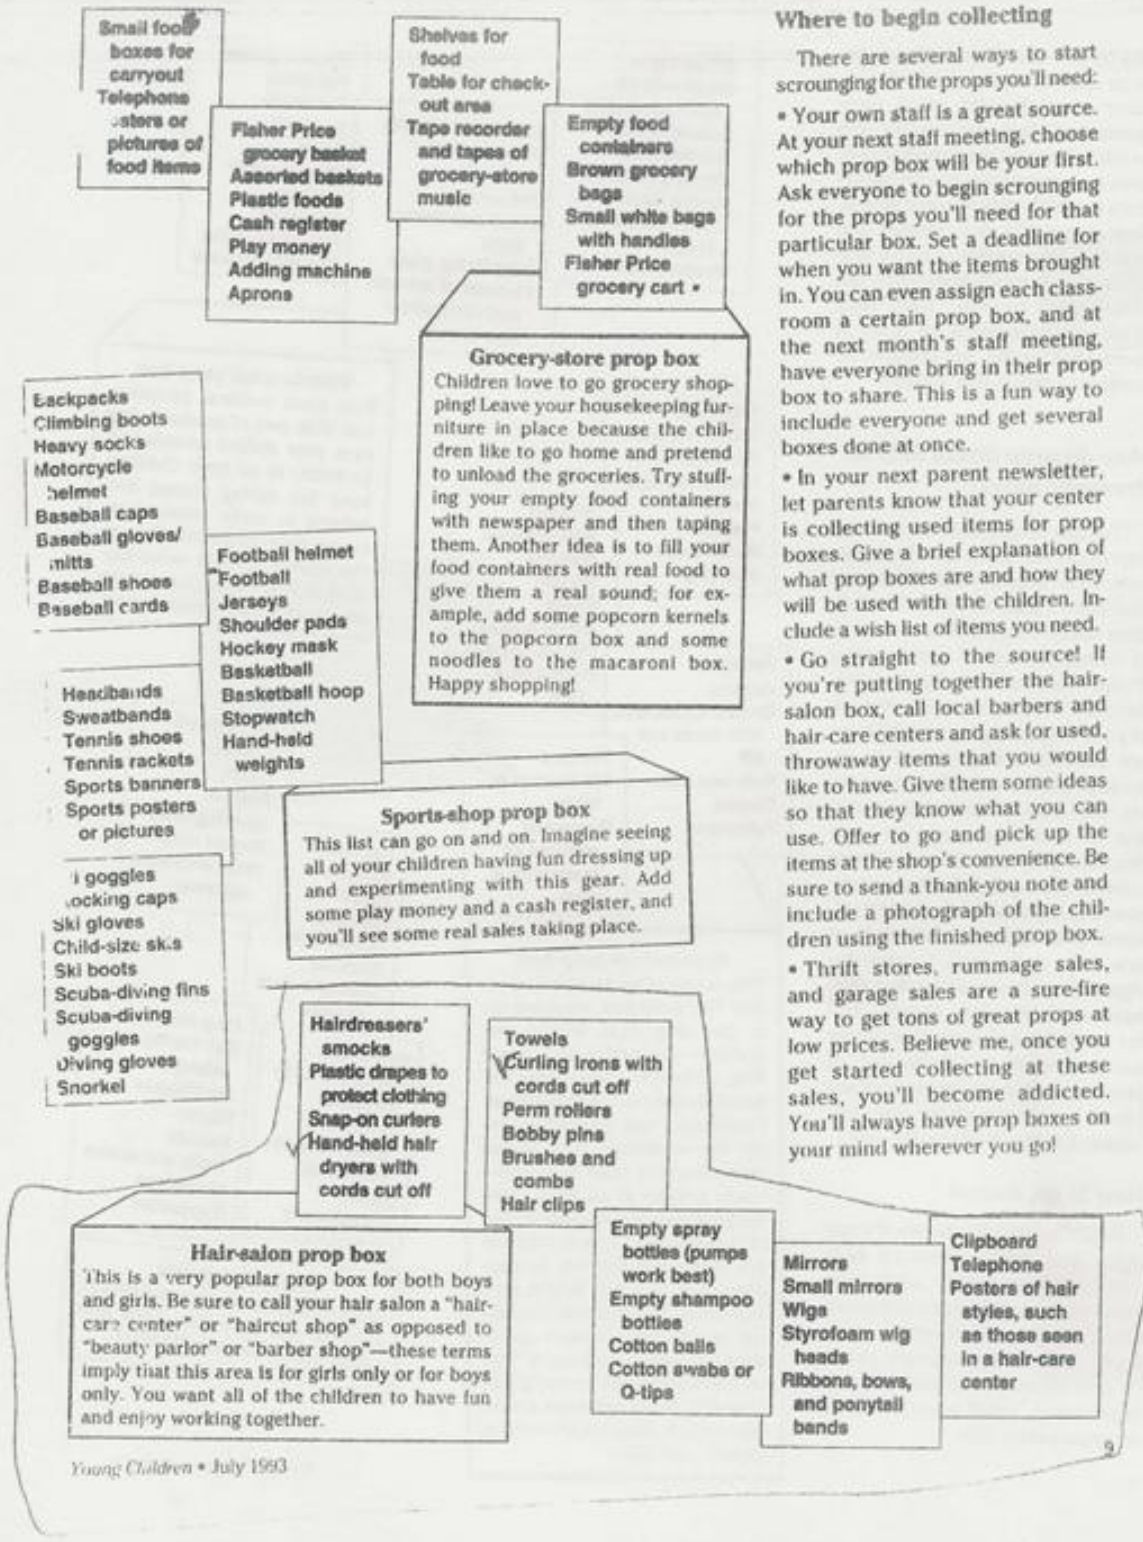 Small food
boxes for
carryout
Telephone
or
pictures of
food items
Fisher Price
grocery basket
Assorted baskets
Plastic foods
Cash register
Play money
Adding machine
Aprons
Shelves for
food
Table for check-
out area
Tape recorder
and tapes of
grocery-store
music
Empty food
containers
Brown grocery
bags
Small white bags
with handles
Fisher Price
grocery cart •
Grocery-store prop box
Children love to go grocery shop-
ping! Leave your housekeeping fur-
niture in place because the chil-
dren like to go home and pretend
to unload the groceries. Try stuff-
ing your empty food containers
with newspaper and then taping
them. Another idea is to fill your
food containers with real food to
give them a real sound; for ex-
ample, add some popcorn kernels
to the popcorn box and some
noodles to the macaroni box.
Happy shopping!
Backpacks
Climbing boots
Heavy socks
Motorcycle
helmet
Baseball caps
Baseball gloves/
mitts
Baseball shoes
Baseball cards
Football helmet
Football
Jerseys
Shoulder pads
Hockey mask
Basketball
Basketball hoop
Stopwatch
Hand-held
weights
Headbands
Sweatbands
Tennis shoes
Tennis rackets
Sports banners
Sports posters
or pictures
goggles
caps
Ski gloves
Child-size skis
Ski boots
Scuba-diving fins
Scuba-diving
goggles
Diving gloves
Snorkel
Sports-shop prop box
This list can go on and on. Imagine seeing
all of your children having fun dressing up
and experimenting with this gear. Add
some play money and a cash register, and
you'll see some real sales taking place.
Hairdressers'
smocks
Plastic drapes to
protect clothing
Snap-on curlers
Hand-held hair
dryers with
cords cut off
Towels
Curling irons with
cords cut off
Perm rollers
Bobby pins
Brushes and
combs
Hair clips
Empty spray
bottles (pumps
work best)
Empty shampoo
bottles
Cotton balls
Cotton swabs or
Q-tips
Mirrors
Small mirrors
Wigs
Styrofoam wig
heads
Ribbons, bows,
and ponytail
bands
Clipboard
Telephone
Posters of hair
styles, such
as those seen
in a hair-care
center
Hair-salon prop box
This is a very popular prop box for both boys
and girls. Be sure to call your hair salon a "hair-
care center" or "haircut shop" as opposed to
"beauty parlor" or "barber shop"—these terms
imply that this area is for girls only or for boys
only. You want all of the children to have fun
and enjoy working together.
Where to begin collecting
There are several ways to start
scrounging for the props you'll need:
• Your own staff is a great source.
At your next staff meeting, choose
which prop box will be your first.
Ask everyone to begin scrounging
for the props you'll need for that
particular box. Set a deadline for
when you want the items brought
in. You can even assign each class-
room a certain prop box, and at
the next month's staff meeting,
have everyone bring in their prop
box to share. This is a fun way to
include everyone and get several
boxes done at once.
• In your next parent newsletter,
let parents know that your center
is collecting used items for prop
boxes. Give a brief explanation of
what prop boxes are and how they
will be used with the children. In-
clude a wish list of items you need.
• Go straight to the source! If
you're putting together the hair-
salon box, call local barbers and
hair-care centers and ask for used,
throwaway items that you would
like to have. Give them some ideas
so that they know what you can
use. Offer to go and pick up the
items at the shop's convenience. Be
sure to send a thank-you note and
include a photograph of the chil-
dren using the finished prop box.
• Thrift stores, rummage sales,
and garage sales are a sure-fire
way to get tons of great props at
low prices. Believe me, once you
get started collecting at these
sales, you'll become addicted.
You'll always have prop boxes on
your mind wherever you go!
Young Children • July 1993
9